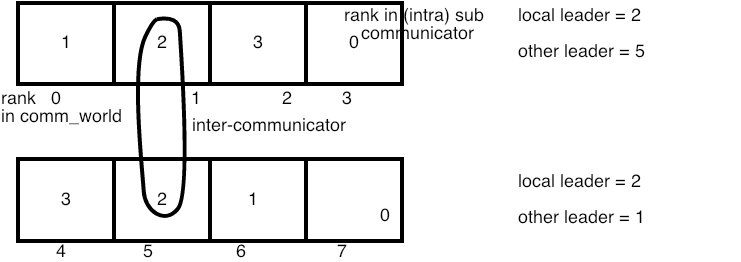 rank in (intra) sub
communicator
1 2 3 0
local leader = 2
other leader = 5
rank 0 1 2 3
in comm_world
inter-communicator
3 2 1 0
local leader = 2
other leader = 1
4 5 6 7